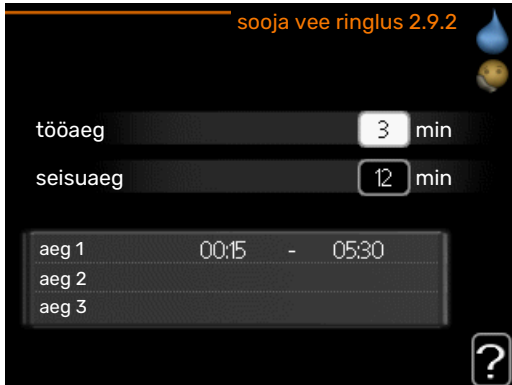 sooja vee ringlus 2.9.2
tööaeg 3 min
seisuaeg 12 min
aeg 1 00:15 - 05:30
aeg 2
aeg 3
?